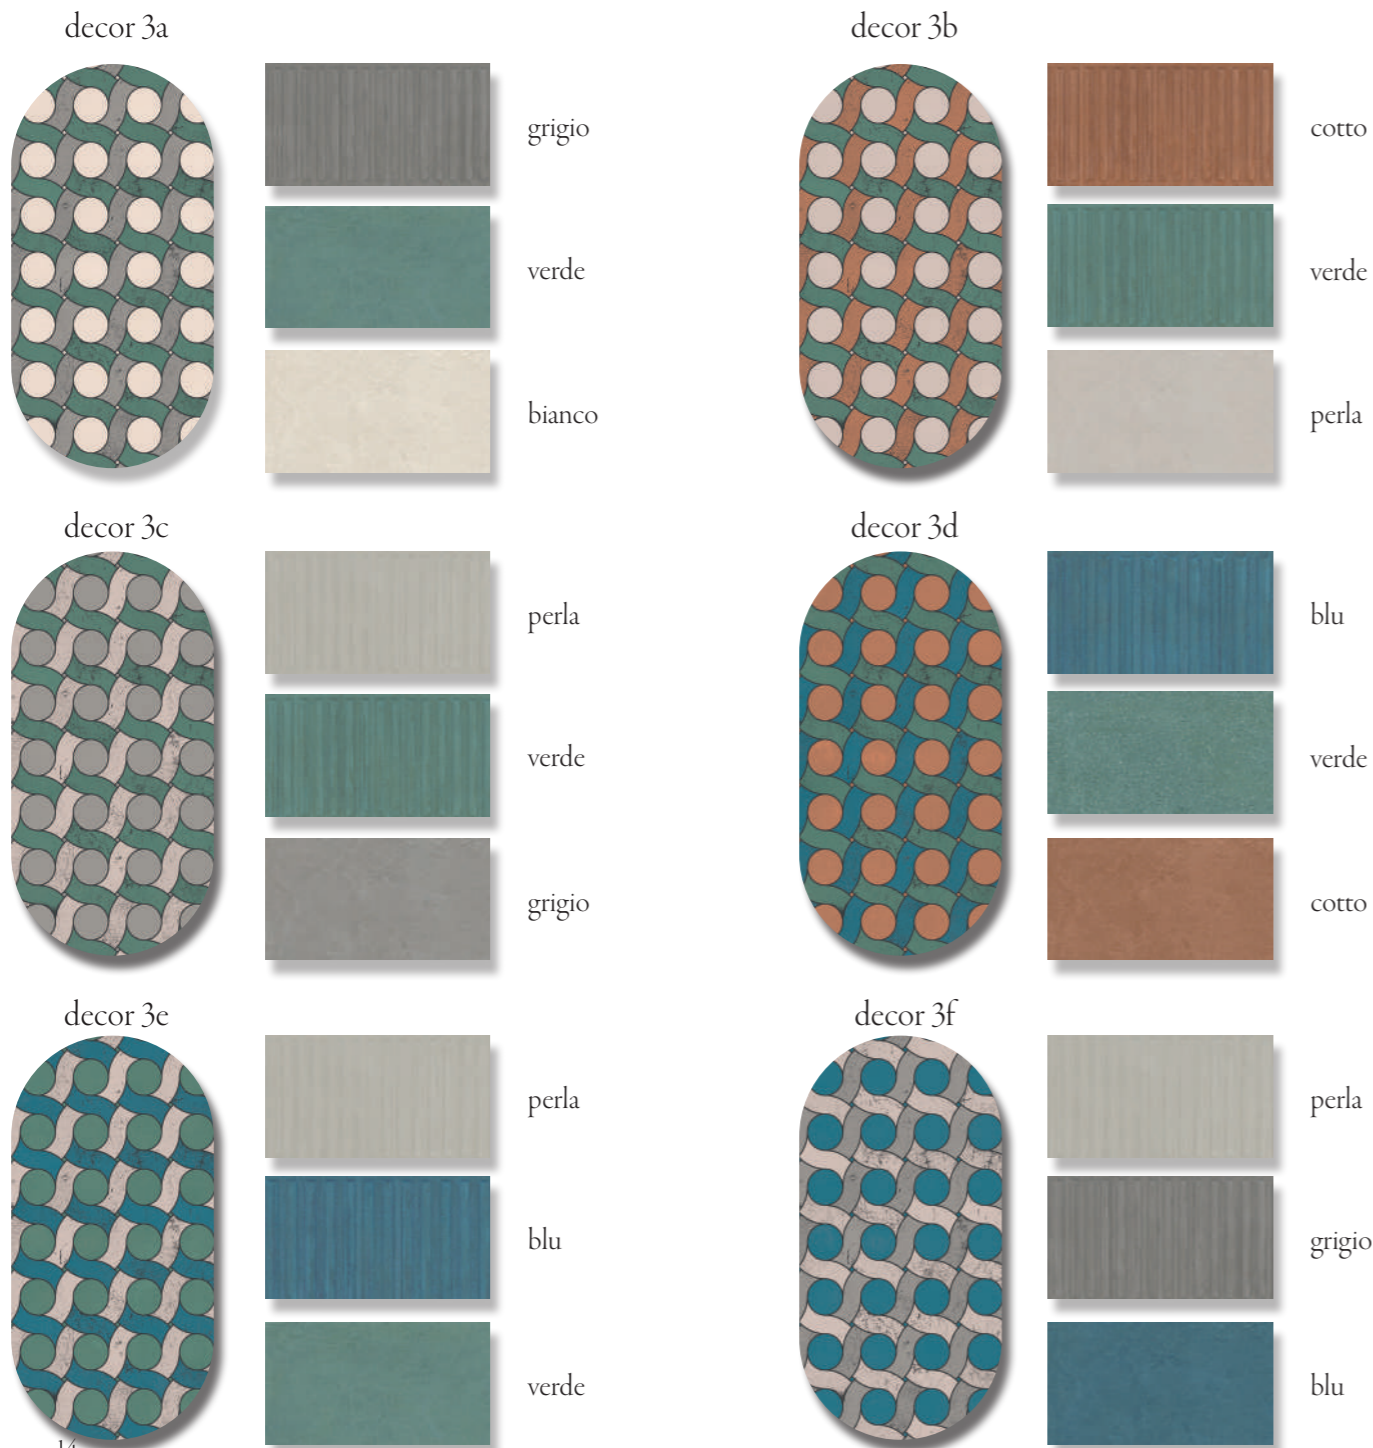 decor 3a
grigio
verde
bianco
decor 3b
cotto
verde
perla
decor 3c
perla
verde
grigio
decor 3d
blu
verde
cotto
decor 3e
perla
blu
verde
decor 3f
perla
grigio
blu
14